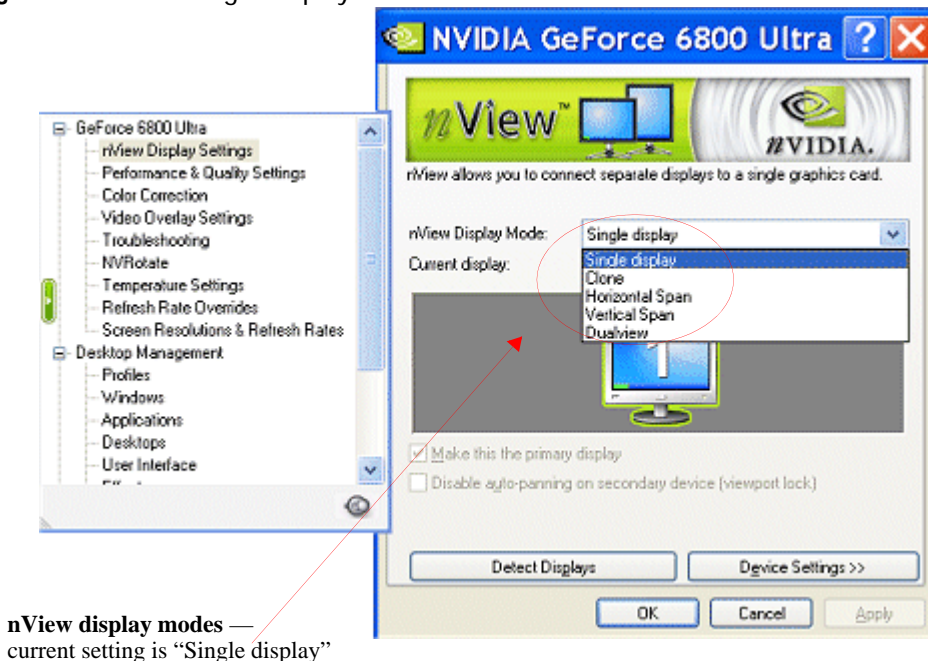 NVIDIA GeForce 6800 Ultra
nView™
nVIDIA.
nView allows you to connect separate displays to a single graphics card.
GeForce 6800 Ultra
nView Display Settings
Performance & Quality Settings
Color Correction
Video Overlay Settings
Troubleshooting
NVRotate
Temperature Settings
Refresh Rate Overrides
Screen Resolutions & Refresh Rates
Desktop Management
Profiles
Windows
Applications
Desktops
User Interface
nView Display Mode:
Single display
Current display:
Single display
Clone
Horizontal Span
Vertical Span
Dualview
1
Make this the primary display
Disable auto-panning on secondary device (viewport lock)
Detect Displays
Device Settings >>
OK
Cancel
Apply
nView display modes —
current setting is “Single display”